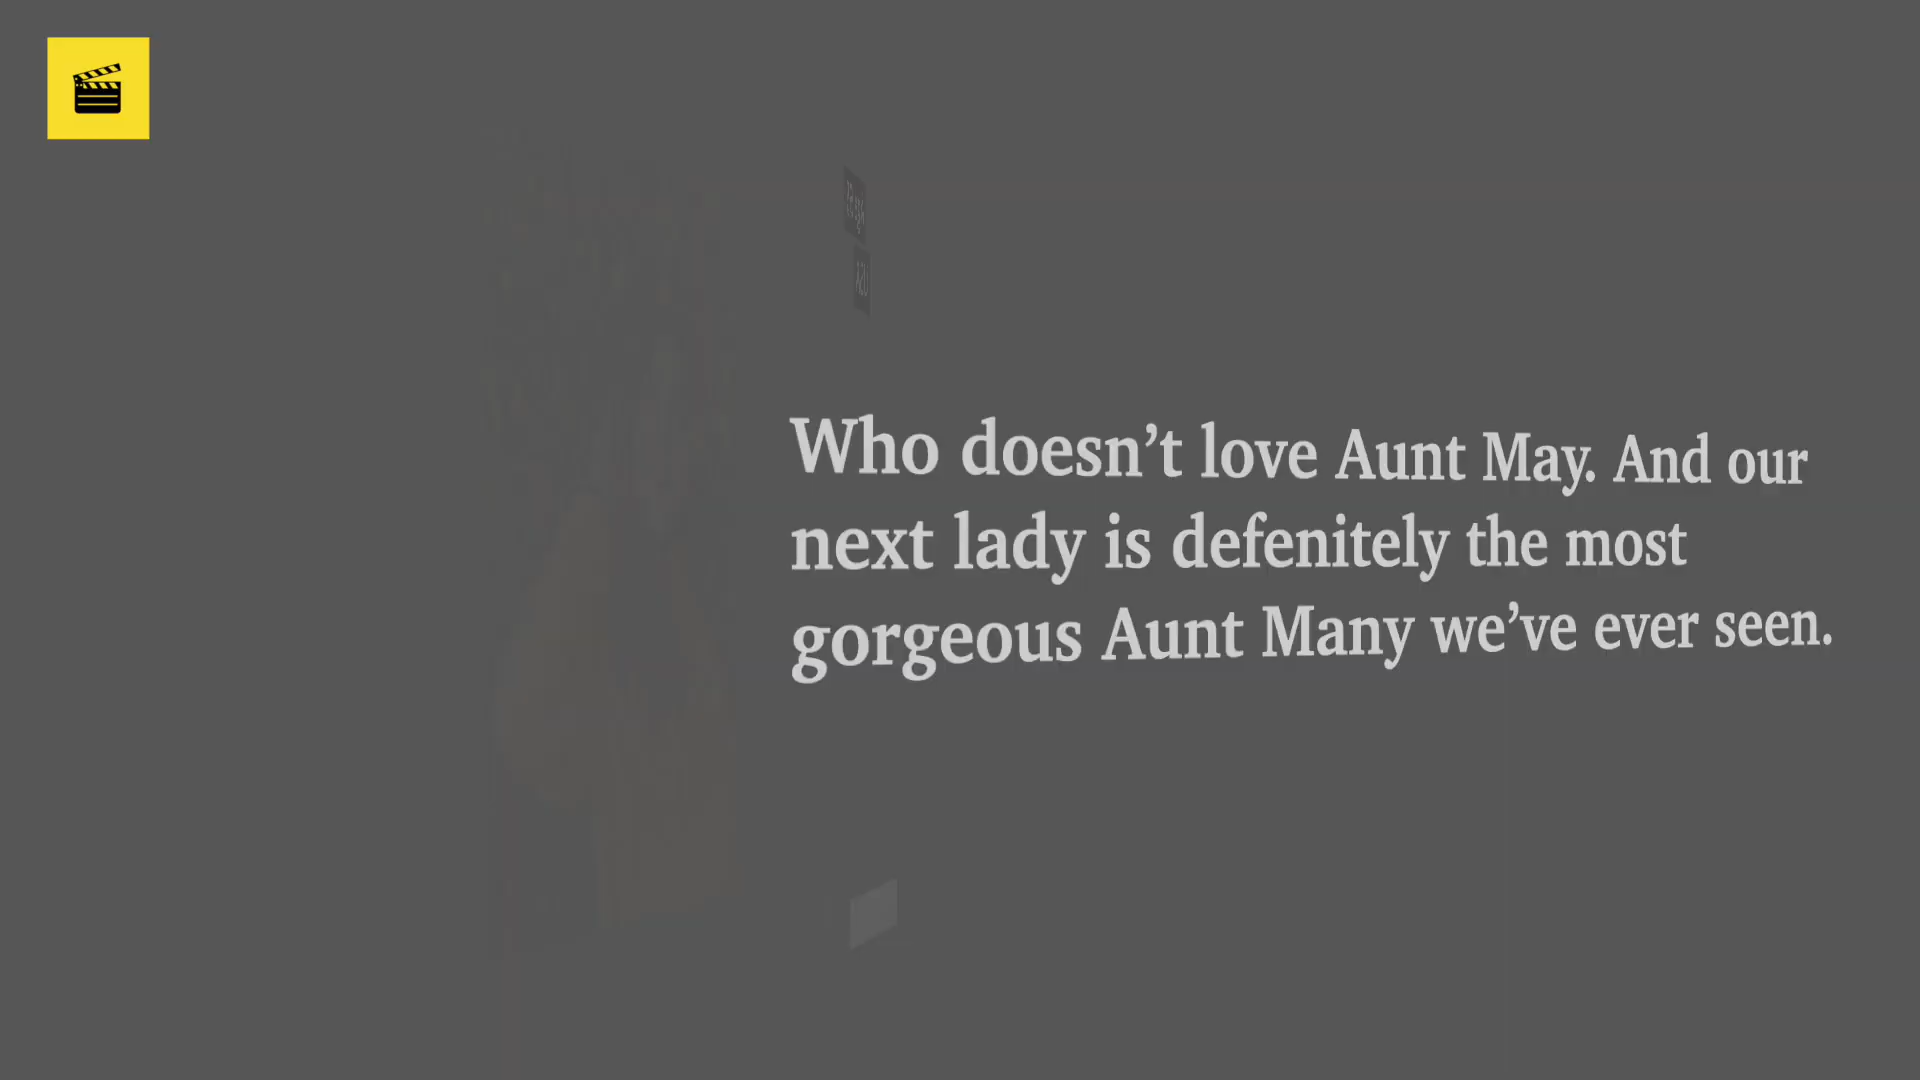 Who doesn’t love Aunt May. And our
next lady is defenitely the most
gorgeous Aunt Many we’ve ever seen.